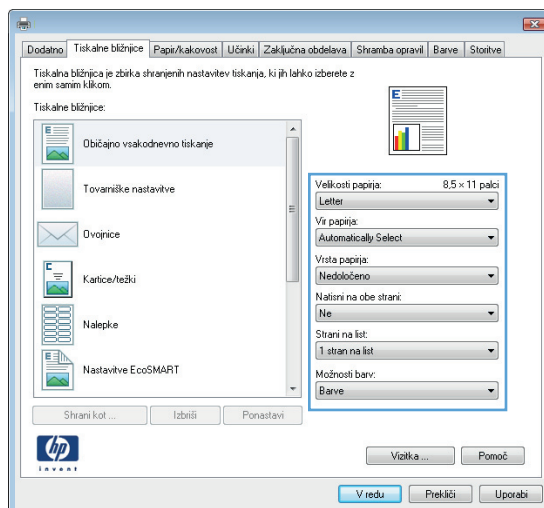 Dodatno Tiskalne bližnjice Papir/kakovost Učinki Zaključna obdelava Shramba opravil Barve Storitve
Tiskalna bližnjica je zbirka shranjenih nastavitev tiskanja, ki jih lahko izberete z
enim samim klikom.
Tiskalne bližnjice:
Običajno vsakodnevno tiskanje
Tovarniške nastavitve
Ovojnice
Kartice/težki
Nalepke
Nastavitve EcoSMART
Shrani kot ... Izbriši Ponastavi
E
Velikosti papirja: 8,5 × 11 palci
Letter
Vir papirja:
Automatically Select
Vrsta papirja:
Nedoločeno
Natisni na obe strani:
Ne
Strani na list:
1 stran na list
Možnosti barv:
Barve
hp
invent
Vizitka ... Pomoč
V redu Prekliči Uporabi